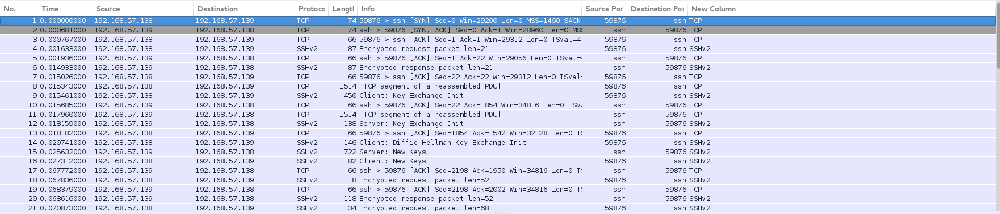 No. Time Source Destination Protoco Lengtl Info Source Por Destination Por New Column
1 0.000000000 192.168.57.138 192.168.57.139 TCP 74 59876 > ssh [SYN] Seq=0 Win=29200 Len=0 MSS=1460 SACK_ 59876 ssh TCP
2 0.000681000 192.168.57.139 192.168.57.138 TCP 74 ssh > 59876 [SYN, ACK] Seq=0 Ack=1 Win=28960 Len=0 MS ssh 59876 TCP
3 0.000767000 192.168.57.138 192.168.57.139 TCP 66 59876 > ssh [ACK] Seq=1 Ack=1 Win=29312 Len=0 TSval=4 59876 ssh TCP
4 0.001633000 192.168.57.138 192.168.57.139 SSHv2 87 Encrypted request packet len=21 59876 ssh SSHv2
5 0.001936000 192.168.57.139 192.168.57.138 TCP 66 ssh > 59876 [ACK] Seq=1 Ack=22 Win=29056 Len=0 TSval= ssh 59876 TCP
6 0.014933000 192.168.57.139 192.168.57.138 SSHv2 87 Encrypted response packet len=21 ssh 59876 SSHv2
7 0.015026000 192.168.57.138 192.168.57.139 TCP 66 59876 > ssh [ACK] Seq=22 Ack=22 Win=29312 Len=0 TSval 59876 ssh TCP
8 0.015343000 192.168.57.138 192.168.57.139 TCP 1514 [TCP segment of a reassembled PDU] 59876 ssh TCP
9 0.015461000 192.168.57.138 192.168.57.139 SSHv2 450 Client: Key Exchange Init 59876 ssh SSHv2
10 0.015685000 192.168.57.139 192.168.57.138 TCP 66 ssh > 59876 [ACK] Seq=22 Ack=1854 Win=34816 Len=0 TSv ssh 59876 TCP
11 0.017960000 192.168.57.139 192.168.57.138 TCP 1514 [TCP segment of a reassembled PDU] ssh 59876 TCP
12 0.018159000 192.168.57.139 192.168.57.138 SSHv2 138 Server: Key Exchange Init ssh 59876 SSHv2
13 0.018182000 192.168.57.138 192.168.57.139 TCP 66 59876 > ssh [ACK] Seq=1854 Ack=1542 Win=32128 Len=0 T 59876 ssh TCP
14 0.020741000 192.168.57.138 192.168.57.139 SSHv2 146 Client: Diffie-Hellman Key Exchange Init 59876 ssh SSHv2
15 0.025632000 192.168.57.139 192.168.57.138 SSHv2 722 Server: New Keys ssh 59876 SSHv2
16 0.027312000 192.168.57.138 192.168.57.139 SSHv2 82 Client: New Keys 59876 ssh SSHv2
17 0.067772000 192.168.57.139 192.168.57.138 TCP 66 ssh > 59876 [ACK] Seq=2198 Ack=1950 Win=34816 Len=0 T ssh 59876 TCP
18 0.067836000 192.168.57.138 192.168.57.139 SSHv2 118 Encrypted request packet len=52 59876 ssh SSHv2
19 0.068379000 192.168.57.139 192.168.57.138 TCP 66 ssh > 59876 [ACK] Seq=2198 Ack=2002 Win=34816 Len=0 T ssh 59876 TCP
20 0.068616000 192.168.57.139 192.168.57.138 SSHv2 118 Encrypted response packet len=52 ssh 59876 SSHv2
21 0.070873000 192.168.57.138 192.168.57.139 SSHv2 134 Encrypted request packet len=68 59876 ssh SSHv2